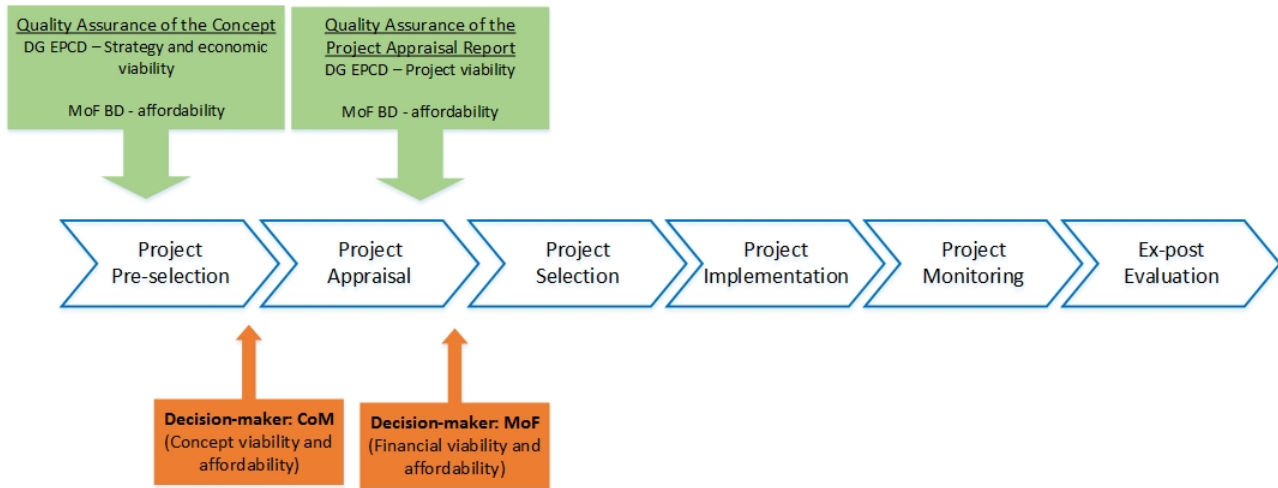 Quality Assurance of the Concept
DG EPCD – Strategy and economic
viability
MoF BD - affordability
Quality Assurance of the
Project Appraisal Report
DG EPCD – Project viability
MoF BD - affordability
Project
Pre-selection
Project
Appraisal
Project
Selection
Project
Implementation
Project
Monitoring
Ex-post
Evaluation
Decision-maker: CoM
(Concept viability and
affordability)
Decision-maker: MoF
(Financial viability and
affordability)